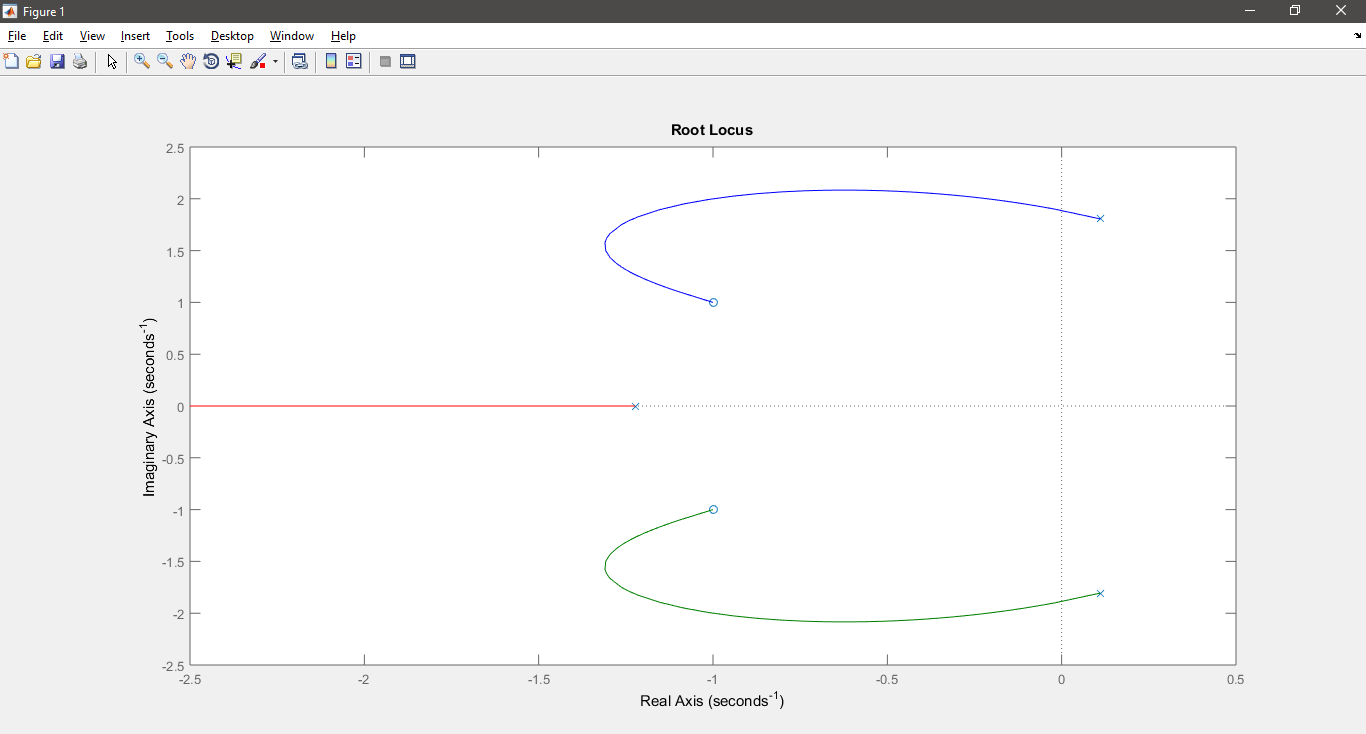 Figure 1
File Edit View Insert Tools Desktop Window Help
Root Locus
2.5
2
1.5
1
0.5
0
-0.5
-1
-1.5
-2
-2.5
Imaginary Axis (seconds⁻¹)
-2.5 -2 -1.5 -1 -0.5 0 0.5
Real Axis (seconds⁻¹)